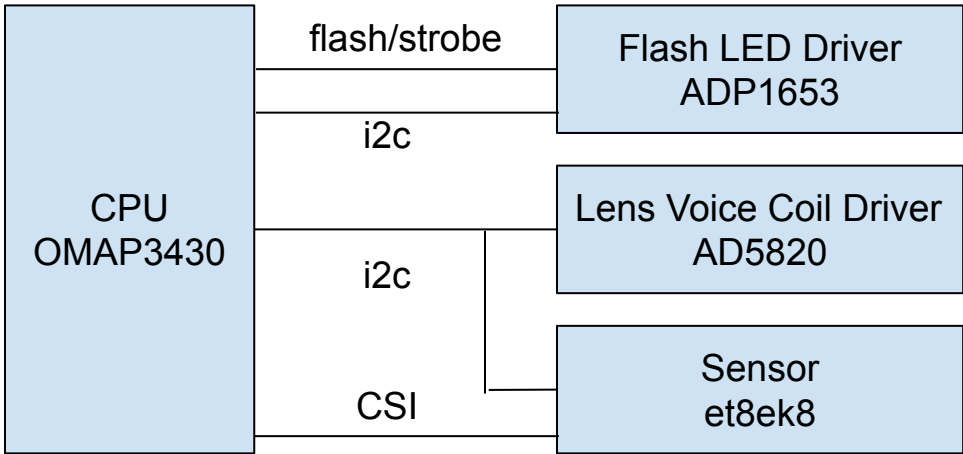 flash/strobe
Flash LED Driver
ADP1653
i2c
CPU
OMAP3430
Lens Voice Coil Driver
AD5820
i2c
Sensor
et8ek8
CSI